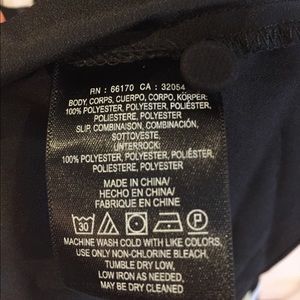 RN : 66170 CA : 32054
BODY, CORPS, CUERPO, CORPO, KÖRPER:
100% POLYESTER, POLYESTER, POLIÉSTER,
POLIESTERE, POLYESTER
SLIP, COMBINAISON, COMBINACIÓN,
SOTTOVESTE,
UNTERROCK:
100% POLYESTER, POLYESTER, POLIÉSTER,
POLIESTERE, POLYESTER
MADE IN CHINA/
HECHO EN CHINA/
FABRIQUE EN CHINE
30 P
MACHINE WASH COLD WITH LIKE COLORS,
USE ONLY NON-CHLORINE BLEACH,
TUMBLE DRY LOW,
LOW IRON AS NEEDED,
MAY BE DRY CLEANED